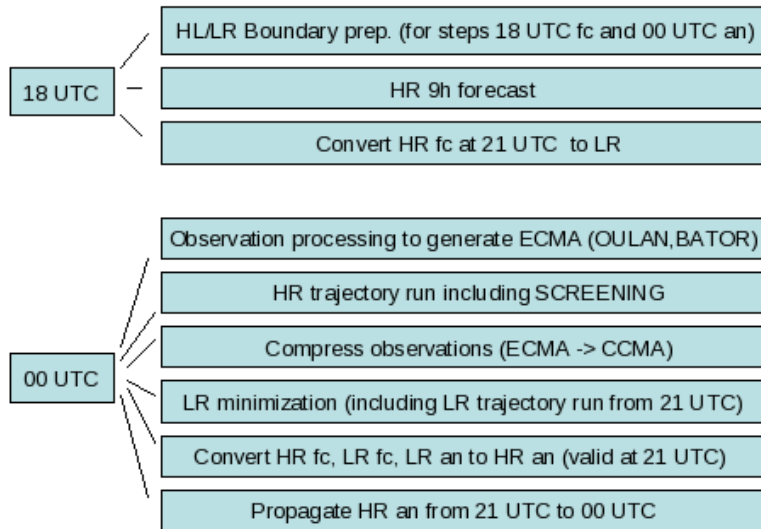 HL/LR Boundary prep. (for steps 18 UTC fc and 00 UTC an)
18 UTC
HR 9h forecast
Convert HR fc at 21 UTC to LR
Observation processing to generate ECMA (OULAN,BATOR)
HR trajectory run including SCREENING
Compress observations (ECMA -> CCMA)
00 UTC
LR minimization (including LR trajectory run from 21 UTC)
Convert HR fc, LR fc, LR an to HR an (valid at 21 UTC)
Propagate HR an from 21 UTC to 00 UTC